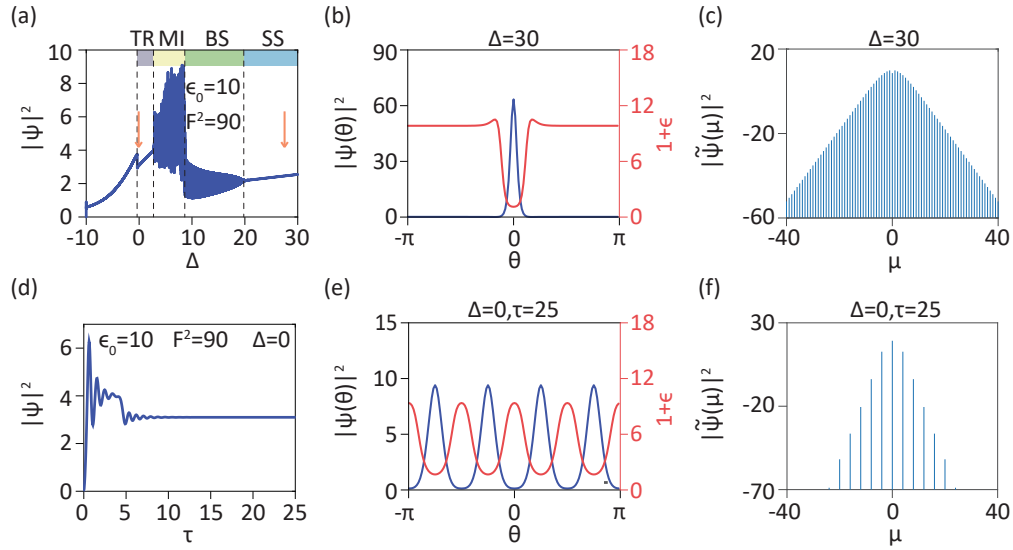 (a)
TR MI BS SS
10
8
6
4
2
0
|ψ|²
ϵ₀=10
F²=90
-10 0 10 20 30
Δ
(b)
Δ=30
90
60
30
0
|ψ(θ)|²
18
12
6
0
1+ϵ
-π 0 π
θ
(c)
Δ=30
20
-20
-60
|ψ̃(μ)|²
-40 0 40
μ
(d)
ϵ₀=10 F²=90 Δ=0
6
3
0
|ψ|²
0 5 10 15 20 25
τ
(e)
Δ=0,τ=25
15
10
5
0
|ψ(θ)|²
18
12
6
0
1+ϵ
-π 0 π
θ
(f)
Δ=0,τ=25
30
-20
-70
|ψ̃(μ)|²
-40 0 40
μ